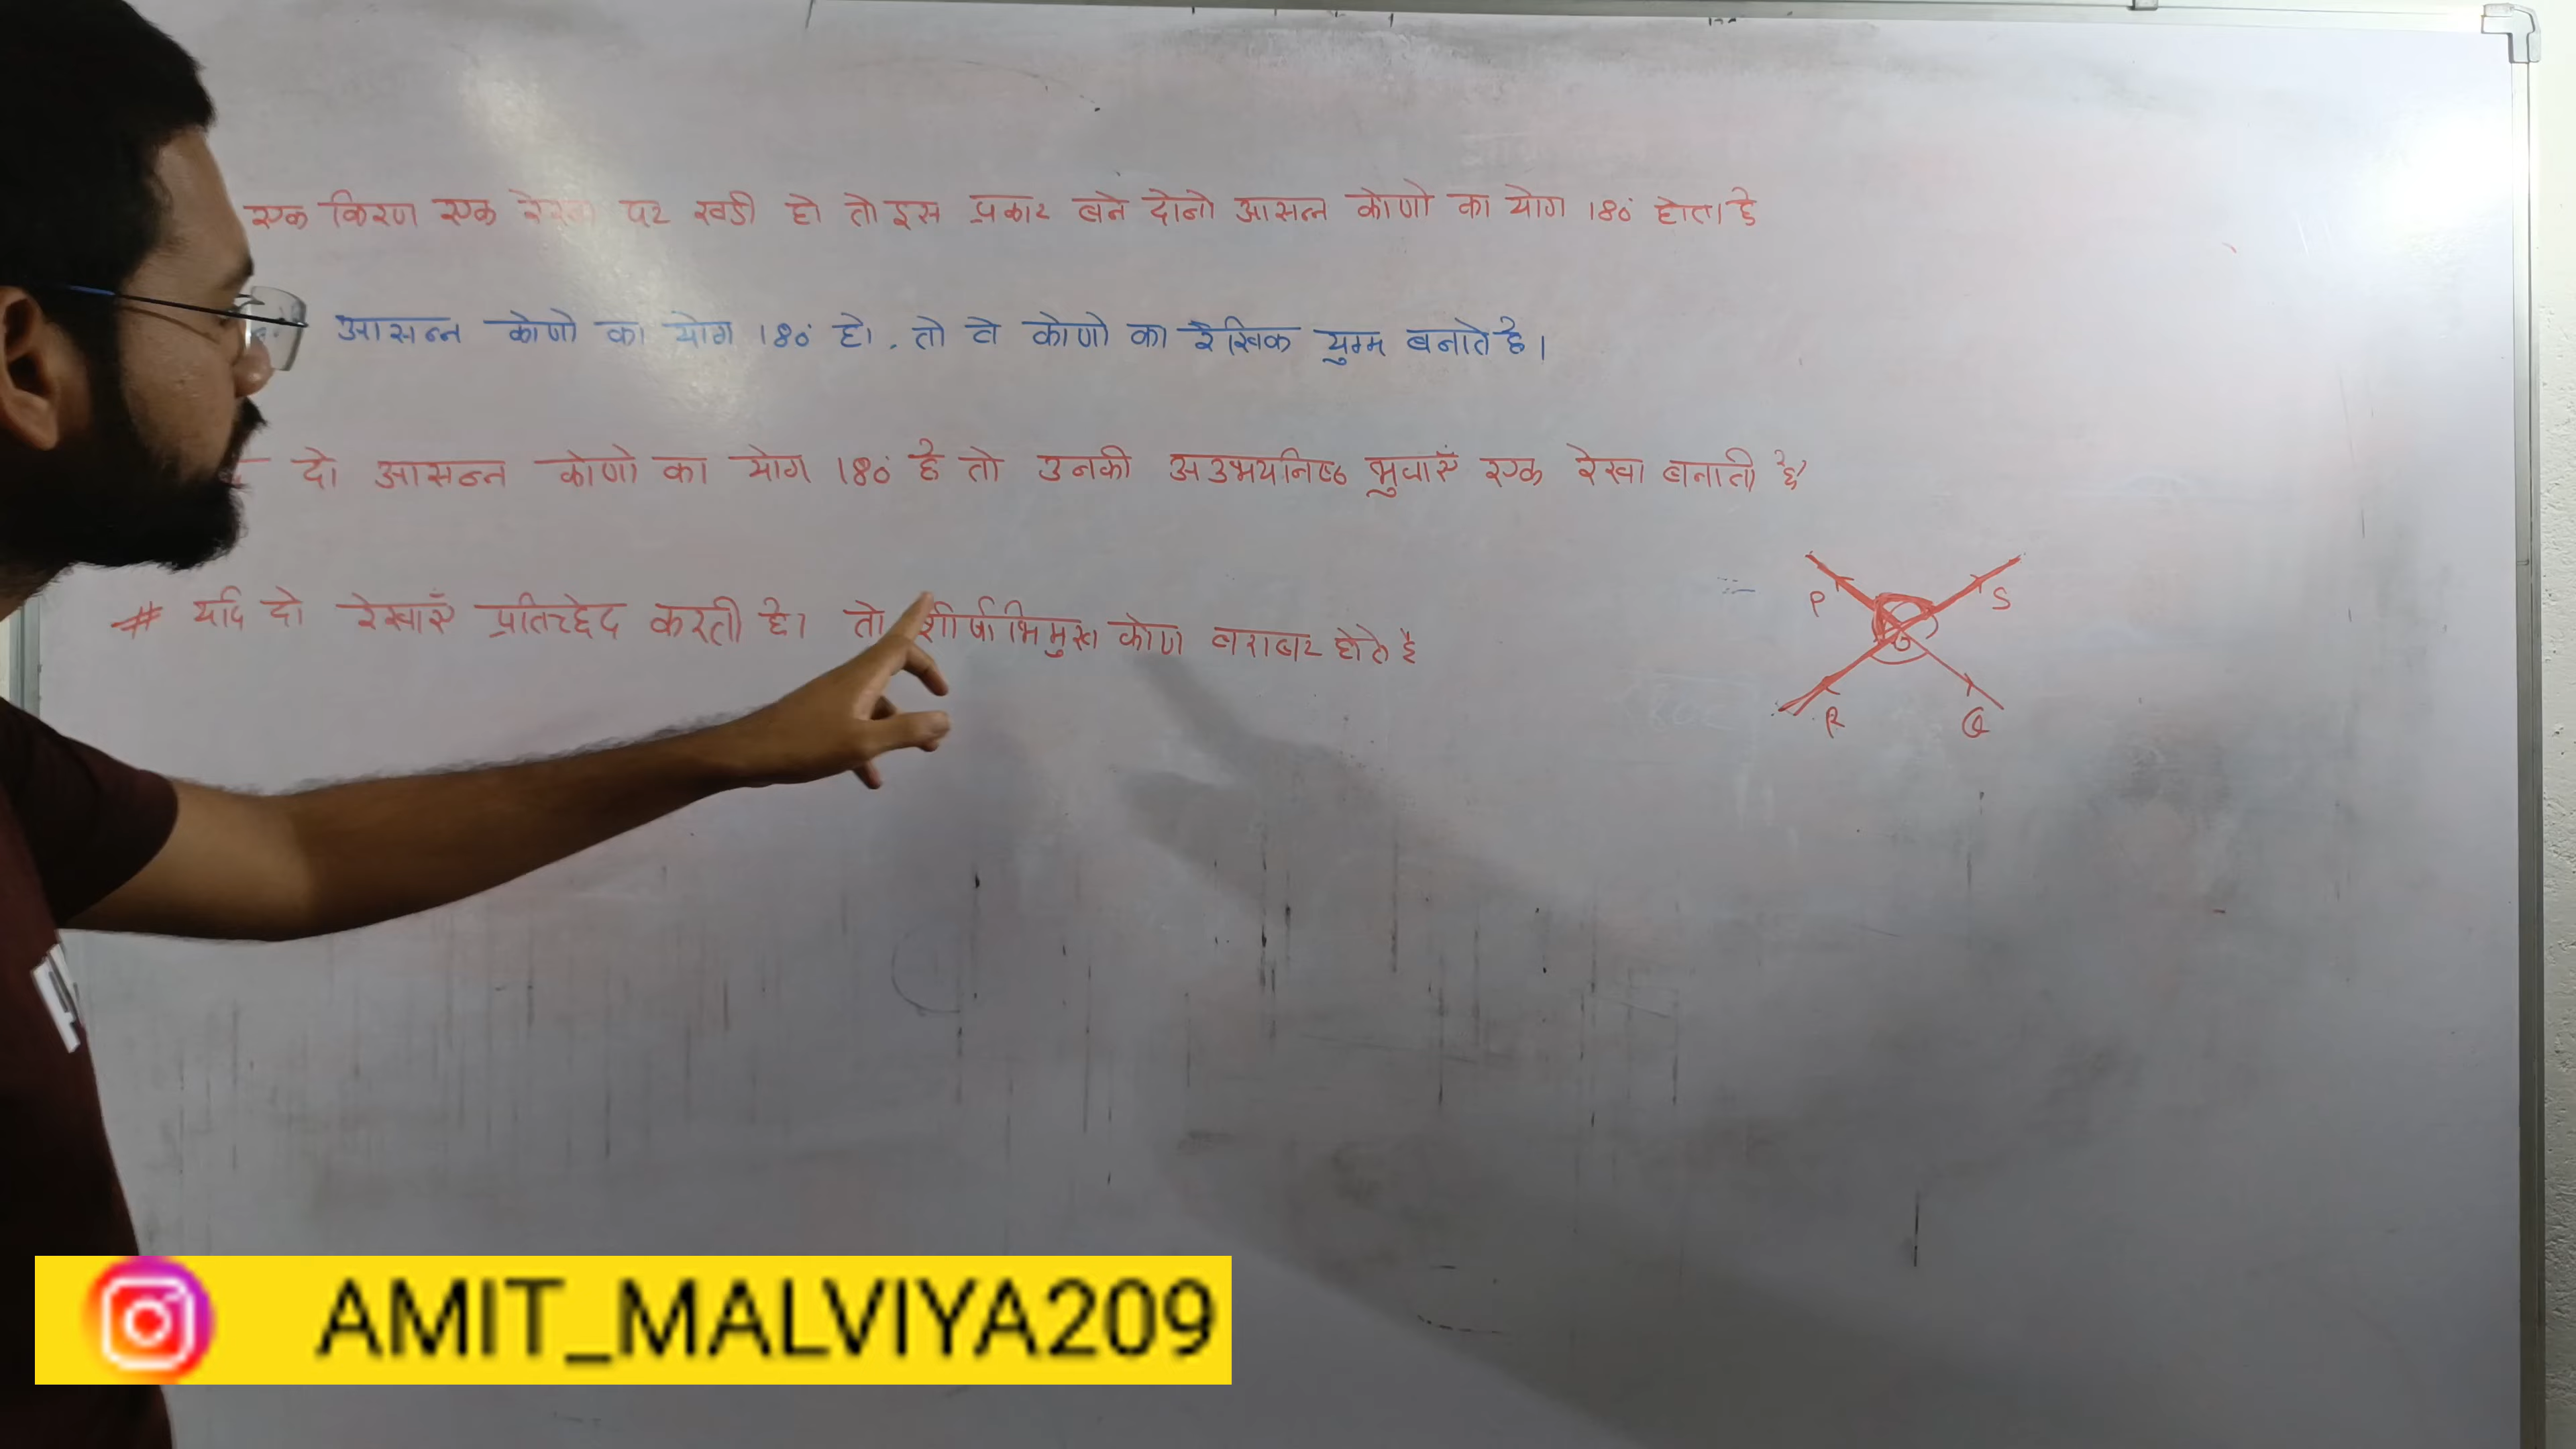 एक किरण एक रेखा पर खडी हो तो इस प्रकार बने दोनो आसन्न कोणो का योग 180° होता है
आसन्न कोणो का योग 180° हो, तो वे कोणो का रैखिक युग्म बनाते है।
दो आसन्न कोणो का योग 180° है तो उनकी अउभयनिष्ठ भुजाएँ एक रेखा बनाती है
# यदि दो रेखाएँ प्रतिच्छेद करती है। तो शीर्षाभिमुख कोण बराबर होते है
P S
O
R Q
AMIT_MALVIYA209